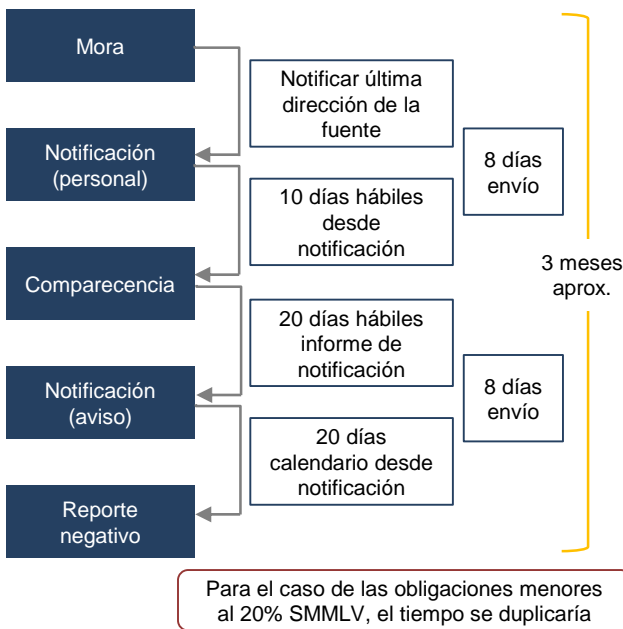 Mora
Notificar última
dirección de la
fuente
Notificación
(personal)
8 días
envío
10 días hábiles
desde
notificación
Comparecencia
3 meses
aprox.
20 días hábiles
informe de
notificación
Notificación
(aviso)
8 días
envío
20 días
calendario desde
notificación
Reporte
negativo
Para el caso de las obligaciones menores
al 20% SMMLV, el tiempo se duplicaría